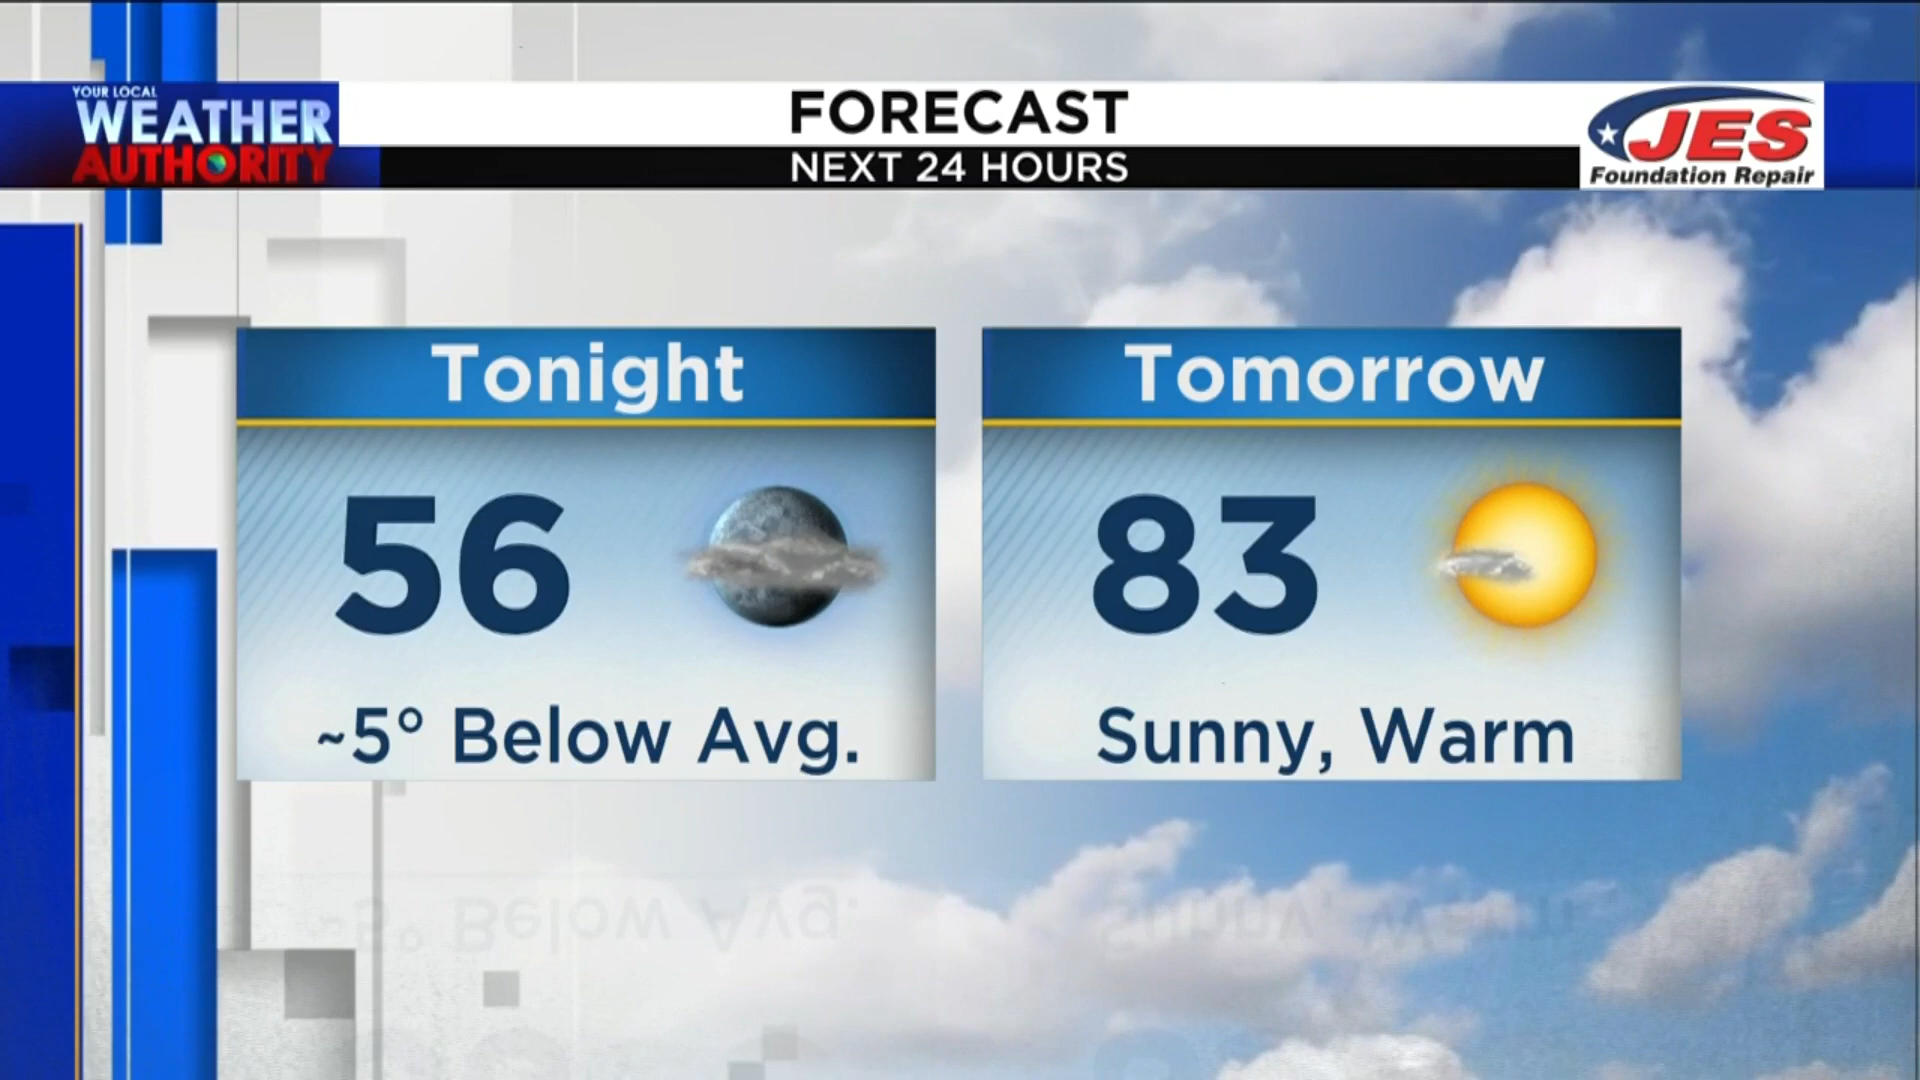 YOUR LOCAL
WEATHER
AUTHORITY
FORECAST
NEXT 24 HOURS
JES
Foundation Repair
Tonight
56
~5° Below Avg.
Tomorrow
83
Sunny, Warm